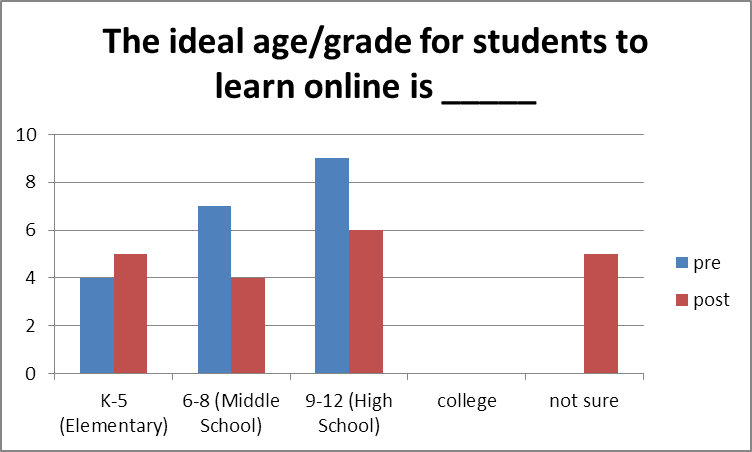 The ideal age/grade for students to
learn online is _____
10
8
6
4
2
0
K-5
(Elementary)
6-8 (Middle
School)
9-12 (High
School)
college
not sure
pre
post